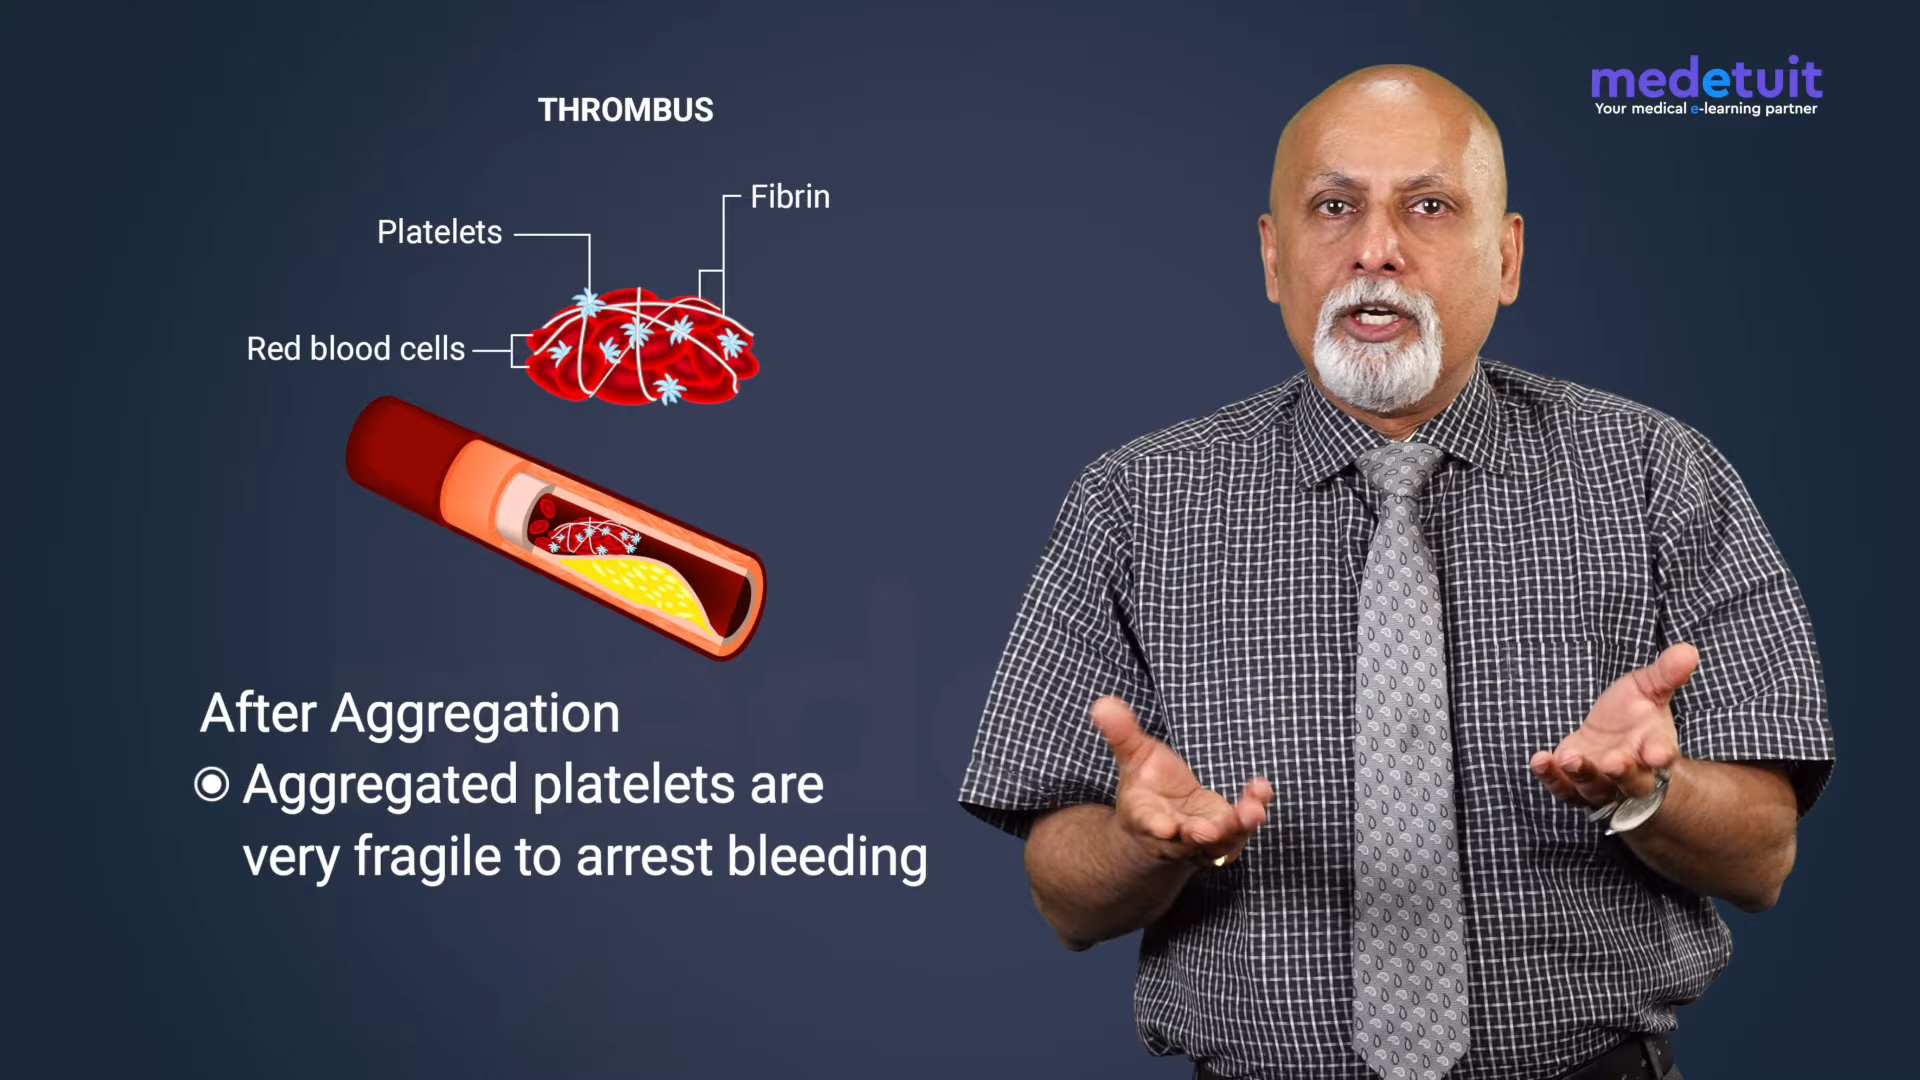 THROMBUS
medetuit
Your medical e-learning partner
Fibrin
Platelets
Red blood cells
After Aggregation
Aggregated platelets are
very fragile to arrest bleeding